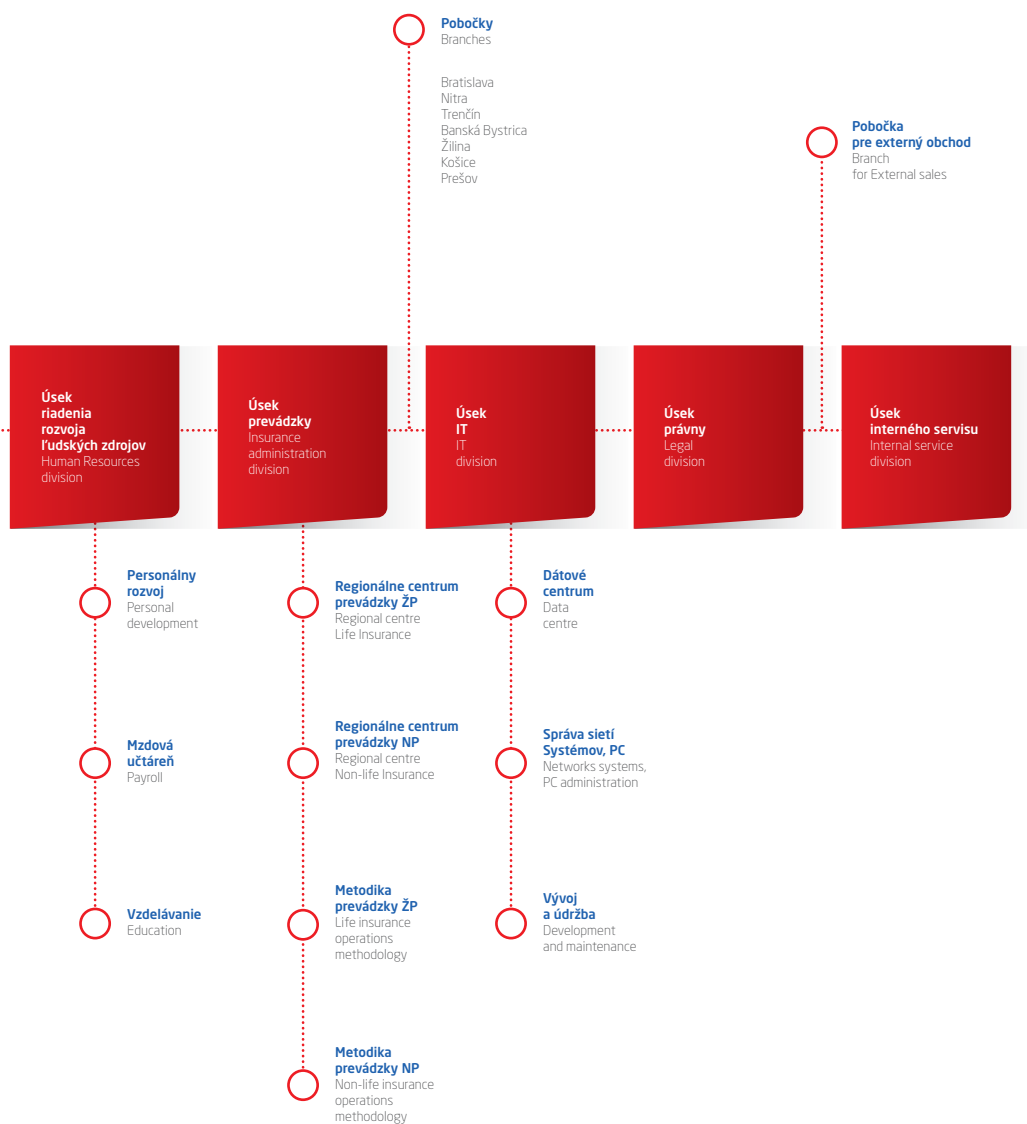 Pobočky
Branches
Bratislava
Nitra
Trenčín
Banská Bystrica
Žilina
Košice
Prešov
Pobočka
pre externý obchod
Branch
for External sales
Úsek
riadenia
rozvoja
ľudských zdrojov
Human Resources
division
Úsek
prevádzky
Insurance
administration
division
Úsek
IT
IT
division
Úsek
právny
Legal
division
Úsek
interného servisu
Internal service
division
Personálny
rozvoj
Personal
development
Mzdová
učtáreň
Payroll
Vzdelávanie
Education
Regionálne centrum
prevádzky ŽP
Regional centre
Life Insurance
Regionálne centrum
prevádzky NP
Regional centre
Non-life Insurance
Metodika
prevádzky ŽP
Life insurance
operations
methodology
Metodika
prevádzky NP
Non-life insurance
operations
methodology
Dátové
centrum
Data
centre
Správa sietí
Systémov, PC
Networks systems,
PC administration
Vývoj
a údržba
Development
and maintenance